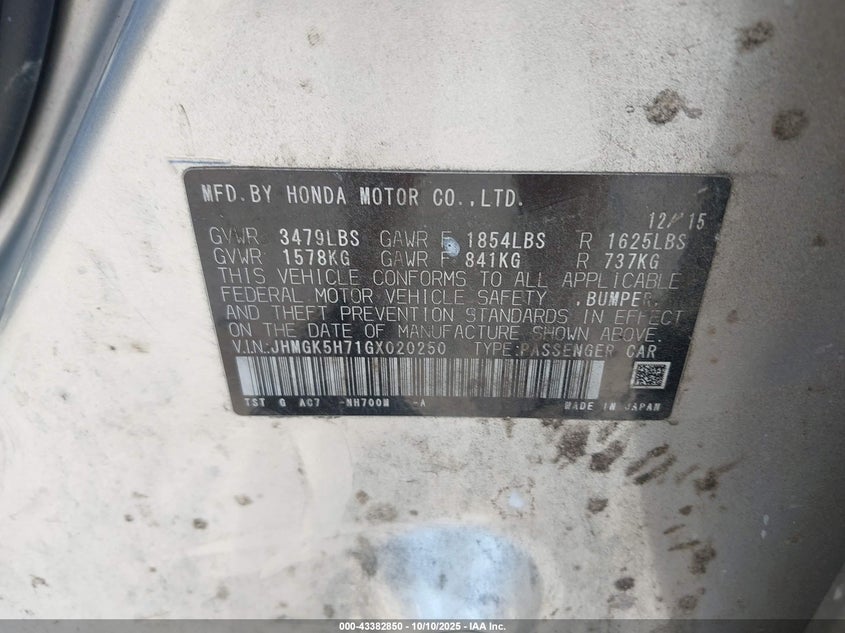 MFD.BY HONDA MOTOR CO.,LTD.
12/15
GVWR 3479LBS GAWR F 1854LBS R 1625LBS
GVWR 1578KG GAWR F 841KG R 737KG
THIS VEHICLE CONFORMS TO ALL APPLICABLE
FEDERAL MOTOR VEHICLE SAFETY ,BUMPER,
AND THEFT PREVENTION STANDARDS IN EFFECT
ON THE DATE OF MANUFACTURE SHOWN ABOVE.
V.I.N:JHMGK5H71GX020250 TYPE:PASSENGER CAR
TST G AC7 -NH700M -A MADE IN JAPAN
000-43382850 - 10/10/2025 - © IAA Inc.